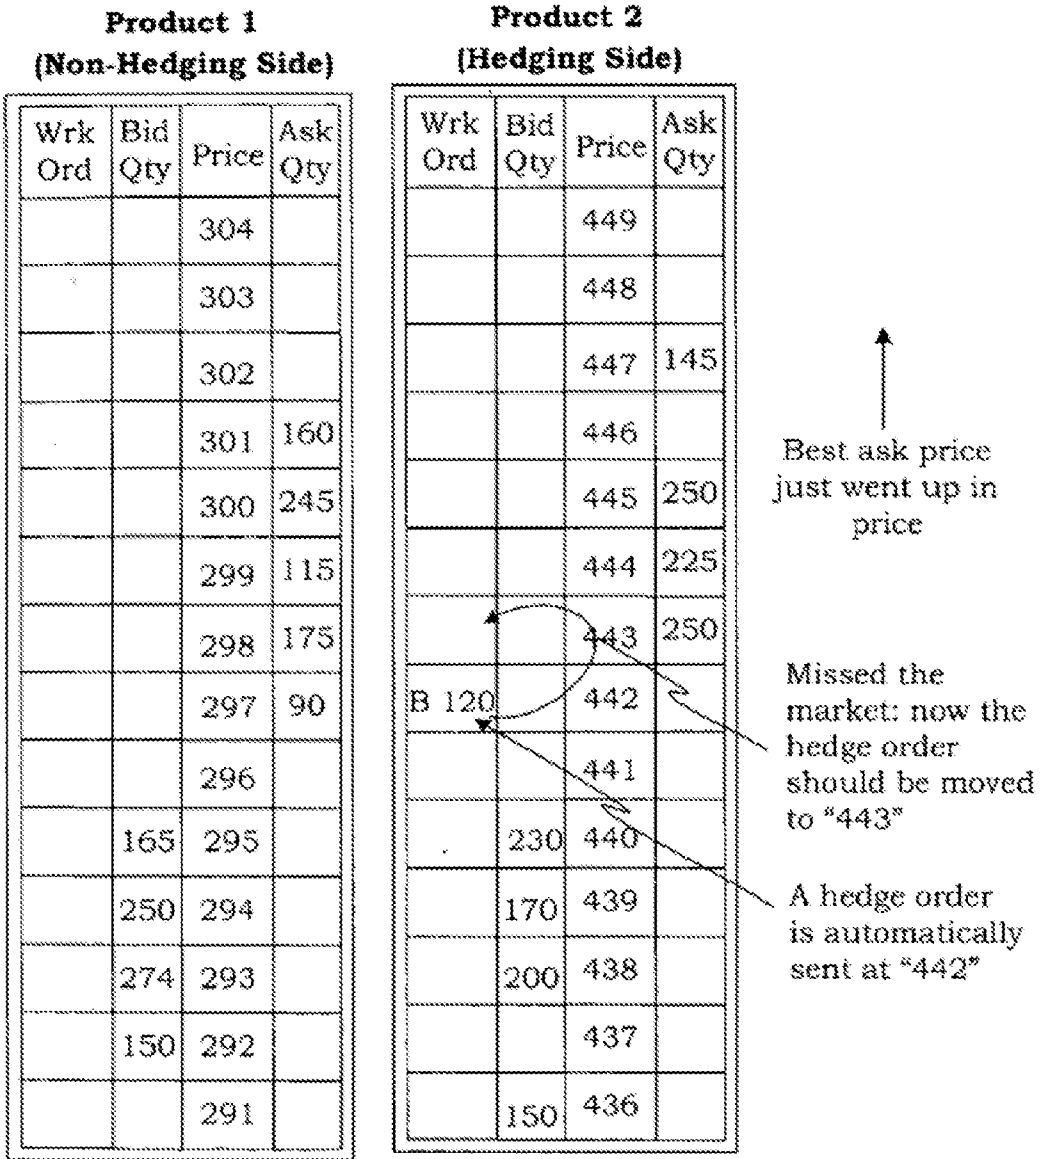 Product 1
(Non-Hedging Side)
Wrk Ord Bid Qty Price Ask Qty
304
303
302
301 160
300 245
299 115
298 175
297 90
296
165 295
250 294
274 293
150 292
291
Product 2
(Hedging Side)
Wrk Ord Bid Qty Price Ask Qty
449
448
447 145
446
445 250
444 225
443 250
B 120 442
441
230 440
170 439
200 438
437
150 436
Best ask price
just went up in
price
Missed the
market: now the
hedge order
should be moved
to "443"
A hedge order
is automatically
sent at "442"